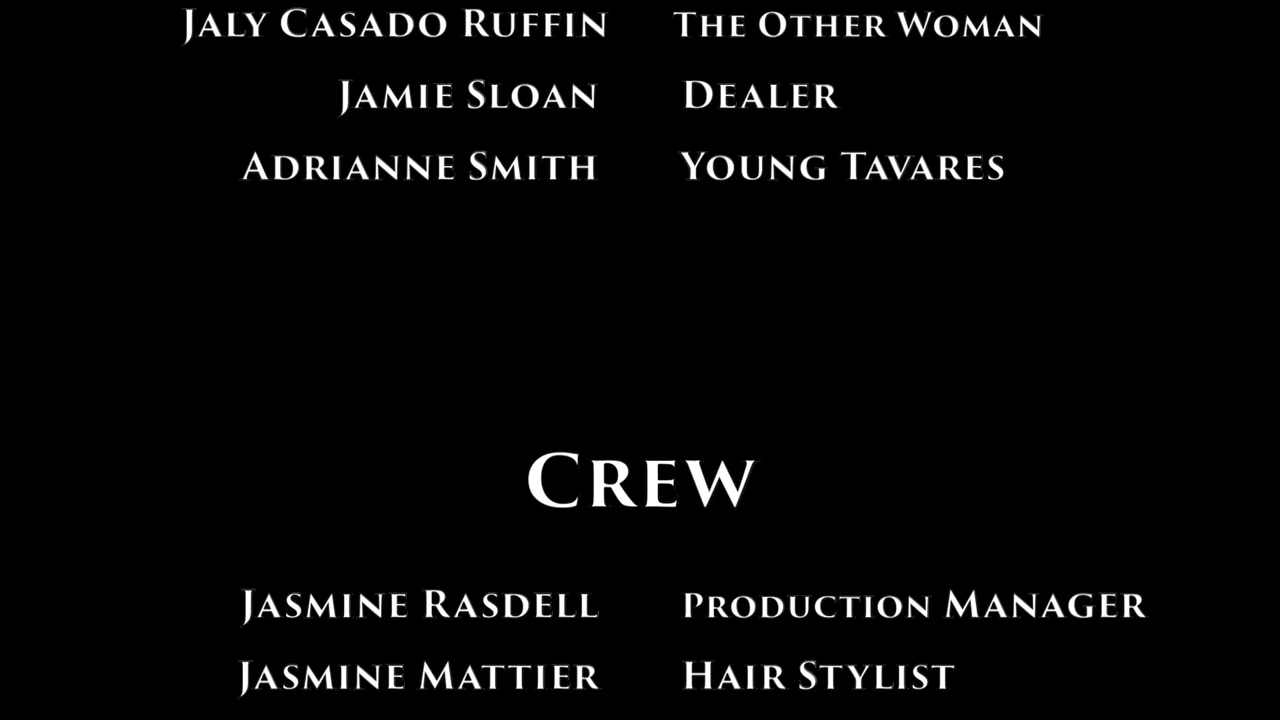 Jaly Casado Ruffin The Other Woman
Jamie Sloan Dealer
Adrianne Smith Young Tavares
Crew
Jasmine Rasdell Production Manager
Jasmine Mattier Hair Stylist